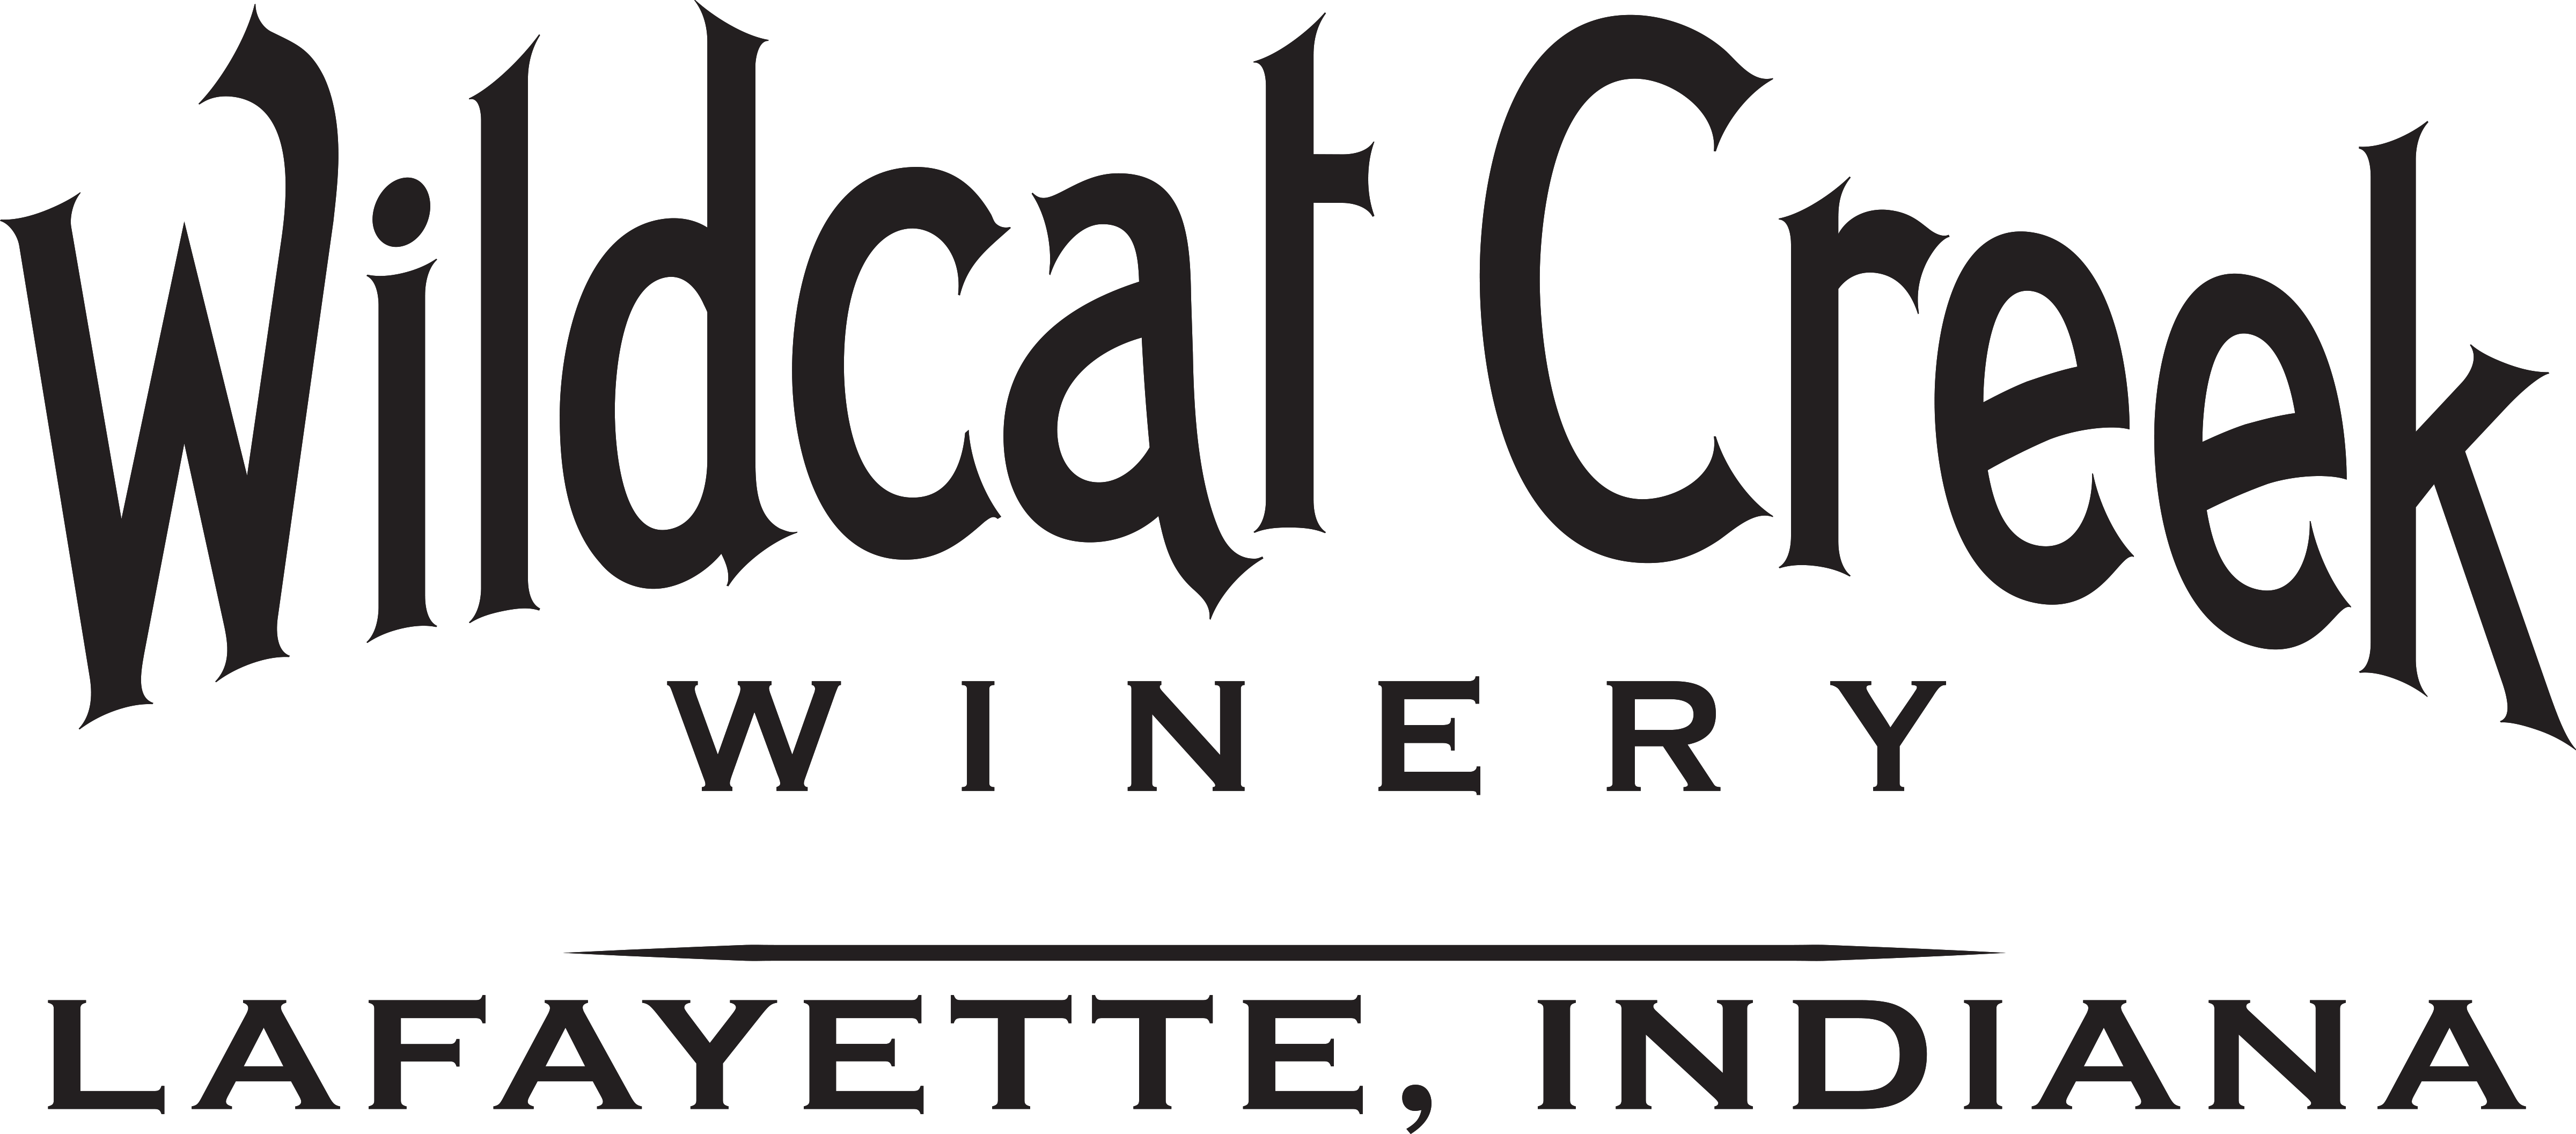 Wildcat Creek
WINERY
LAFAYETTE, INDIANA